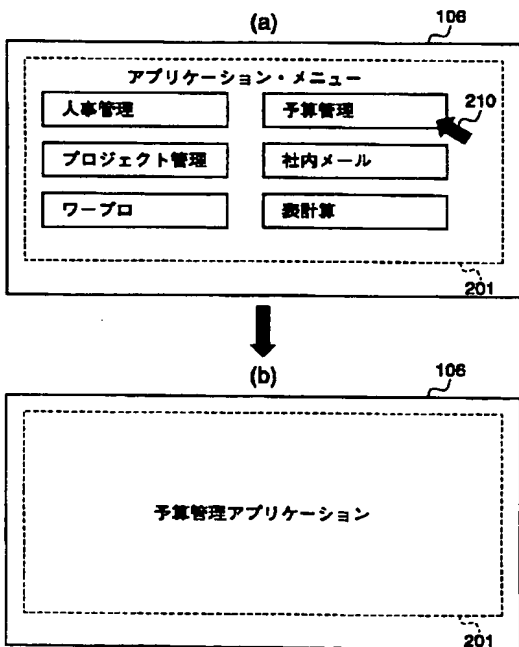 (a)
106
アプリケーション・メニュー
人事管理
予算管理
210
プロジェクト管理
社内メール
ワープロ
表計算
201
(b)
106
予算管理アプリケーション
201